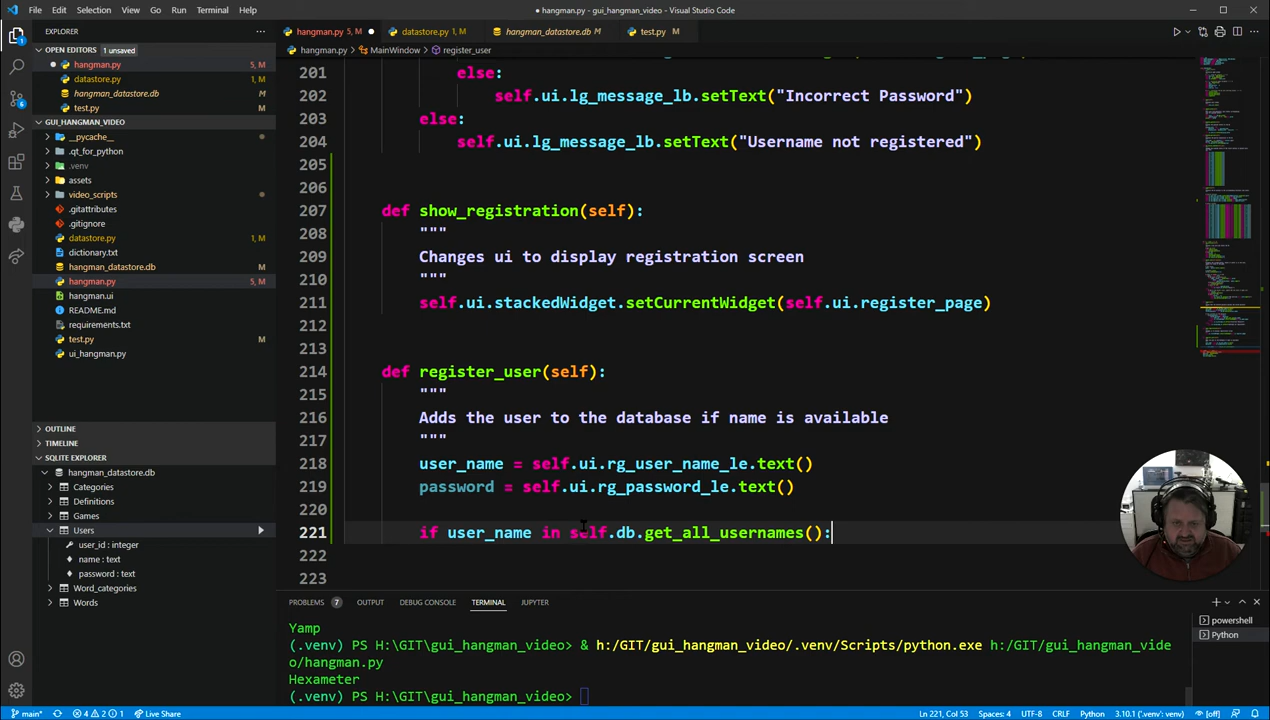 File Edit Selection View Go Run Terminal Help
● hangman.py - gui_hangman_video - Visual Studio Code
EXPLORER
OPEN EDITORS 1 unsaved
hangman.py 5, M
datastore.py 1, M
hangman_datastore.db M
test.py M
GUI_HANGMAN_VIDEO
__pycache__
.qt_for_python
.venv
assets
video_scripts
.gitattributes
.gitignore
datastore.py 1, M
dictionary.txt
hangman_datastore.db M
hangman.py 5, M
hangman.ui
README.md
requirements.txt
test.py M
ui_hangman.py
OUTLINE
TIMELINE
SQLITE EXPLORER
hangman_datastore.db
Categories
Definitions
Games
Users
user_id : integer
name : text
password : text
Word_categories
Words
hangman.py 5, M ● datastore.py 1, M hangman_datastore.db M test.py M
hangman.py > MainWindow > register_user
201 else:
202 self.ui.lg_message_lb.setText("Incorrect Password")
203 else:
204 self.ui.lg_message_lb.setText("Username not registered")
205
206
207 def show_registration(self):
208 """
209 Changes ui to display registration screen
210 """
211 self.ui.stackedWidget.setCurrentWidget(self.ui.register_page)
212
213
214 def register_user(self):
215 """
216 Adds the user to the database if name is available
217 """
218 user_name = self.ui.rg_user_name_le.text()
219 password = self.ui.rg_password_le.text()
220
221 if user_name in self.db.get_all_usernames():
222
223
PROBLEMS 7 OUTPUT DEBUG CONSOLE TERMINAL JUPYTER
Yamp
(.venv) PS H:\GIT\gui_hangman_video> & h:/GIT/gui_hangman_video/.venv/Scripts/python.exe h:/GIT/gui_hangman_vide
o/hangman.py
Hexameter
(.venv) PS H:\GIT\gui_hangman_video>
powershell
Python
main* 4 2 1 Live Share
Ln 221, Col 53 Spaces: 4 UTF-8 CRLF Python 3.10.1 ('.venv': venv) [off]